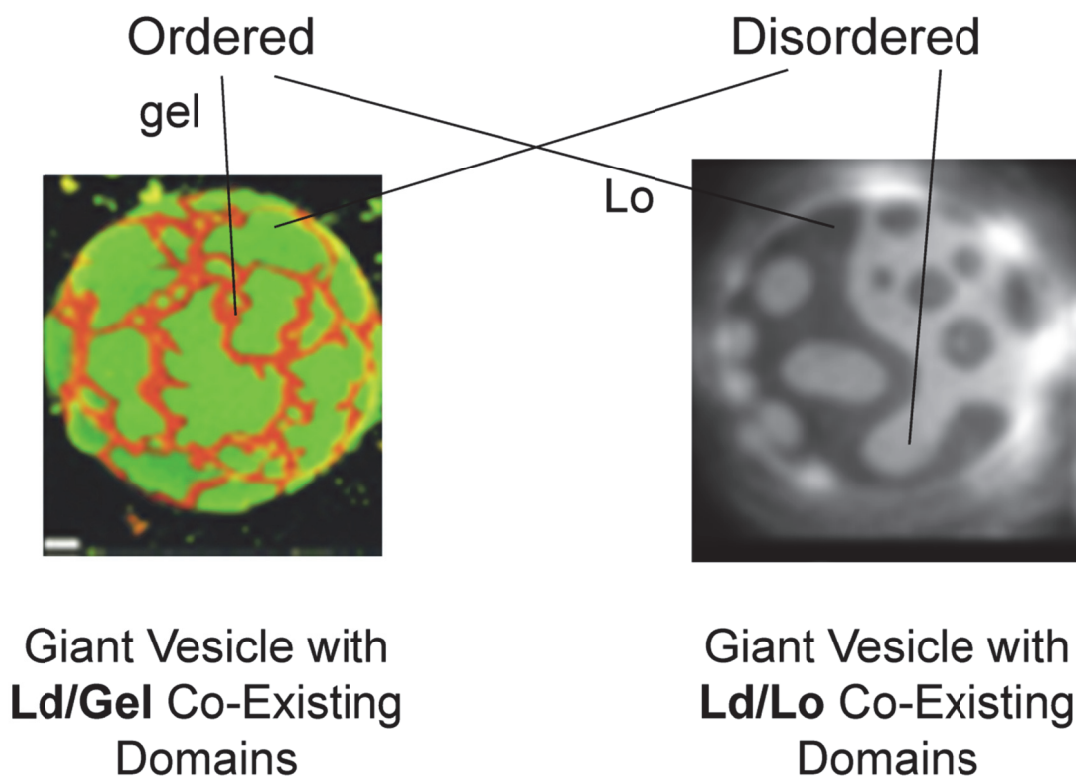 Ordered
Disordered
gel
Lo
Giant Vesicle with
Ld/Gel Co-Existing
Domains
Giant Vesicle with
Ld/Lo Co-Existing
Domains